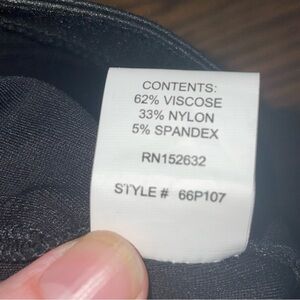 CONTENTS:
62% VISCOSE
33% NYLON
5% SPANDEX
RN152632
STYLE # 66P107